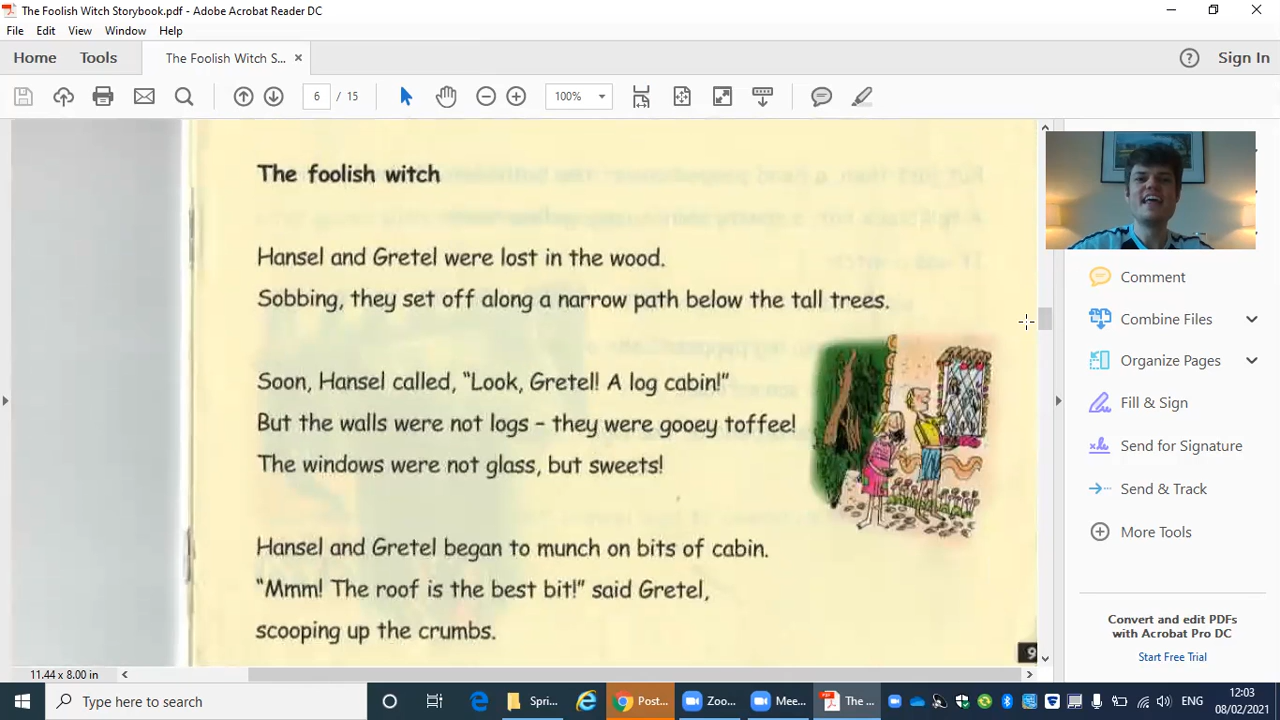 The Foolish Witch Storybook.pdf - Adobe Acrobat Reader DC
File Edit View Window Help
Home Tools The Foolish Witch S... × Sign In
6 / 15 100%
The foolish witch
Hansel and Gretel were lost in the wood.
Sobbing, they set off along a narrow path below the tall trees.
Soon, Hansel called, “Look, Gretel! A log cabin!”
But the walls were not logs – they were gooey toffee!
The windows were not glass, but sweets!
Hansel and Gretel began to munch on bits of cabin.
“Mmm! The roof is the best bit!” said Gretel,
scooping up the crumbs.
9
Comment
Combine Files
Organize Pages
Fill & Sign
Send for Signature
Send & Track
More Tools
Convert and edit PDFs
with Acrobat Pro DC
Start Free Trial
11.44 x 8.00 in
Type here to search Spri... Post... Zoo... Mee... The ... ENG 12:03
08/02/2021